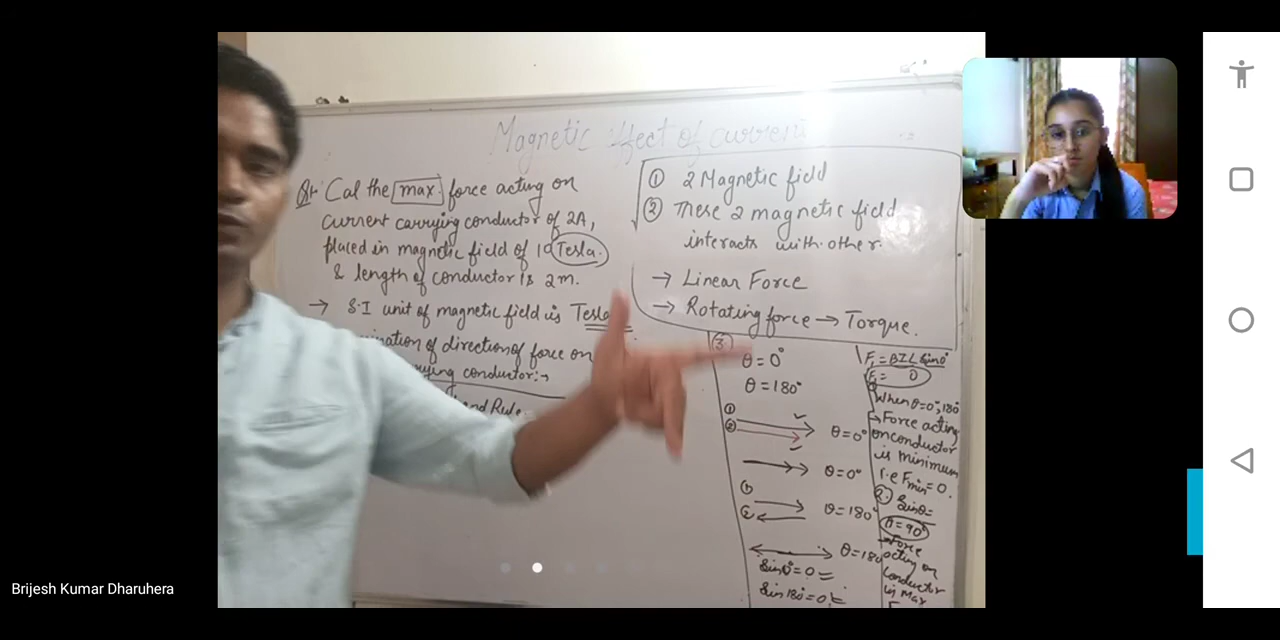 Magnetic effect of current
Q1. Cal the max. force acting on
current carrying conductor of 2A,
placed in magnetic field of 10 Tesla.
& length of conductor is 2m.
→ S.I unit of magnetic field is Tesla
of direction of force on
conductor:→
Rule
① 2 Magnetic field
② These 2 magnetic field
interacts with other.
→ Linear Force
→ Rotating force → Torque.
③
θ = 0°
θ = 180°
①
② θ = 0°
θ = 0°
①
② θ = 180°
θ = 180
Sin0° = 0
Sin 180° = 0
F = BIL Sin0°
F = 0
When θ = 0°, 180°
→ Force acting
on conductor
is minimum
i.e Fmin = 0.
② Sinθ =
θ = 90°
→ Force
acting on
conductor
is max
Brijesh Kumar Dharuhera